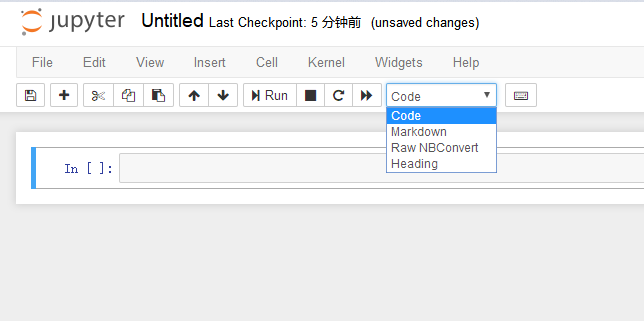 jupyter Untitled Last Checkpoint: 5 分钟前 (unsaved changes)
File Edit View Insert Cell Kernel Widgets Help
Run Code
Code
Markdown
Raw NBConvert
Heading
In [ ]: